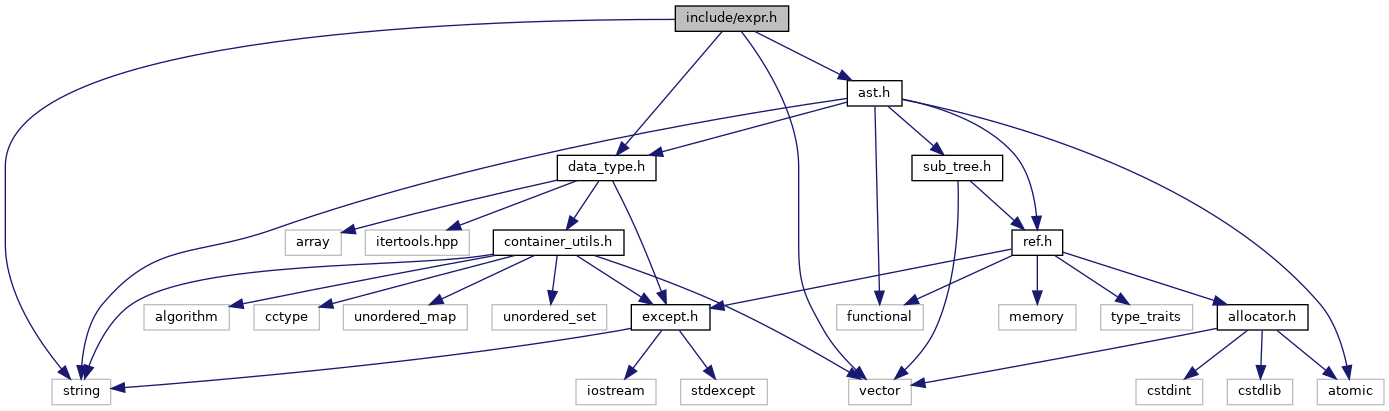 include/expr.h
ast.h
data_type.h
sub_tree.h
array
itertools.hpp
container_utils.h
ref.h
algorithm
cctype
unordered_map
unordered_set
except.h
functional
memory
type_traits
allocator.h
string
iostream
stdexcept
vector
cstdint
cstdlib
atomic